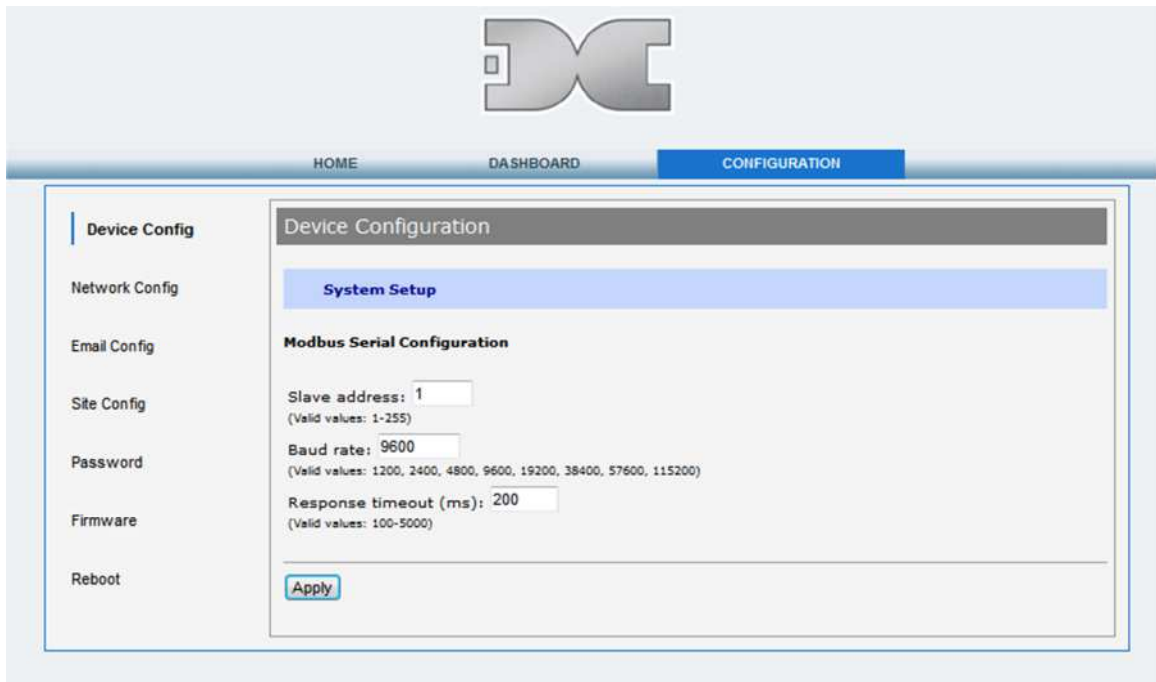 HOME
DASHBOARD
CONFIGURATION
Device Config
Network Config
Email Config
Site Config
Password
Firmware
Reboot
Device Configuration
System Setup
Modbus Serial Configuration
Slave address: 1
(Valid values: 1-255)
Baud rate: 9600
(Valid values: 1200, 2400, 4800, 9600, 19200, 38400, 57600, 115200)
Response timeout (ms): 200
(Valid values: 100-5000)
Apply